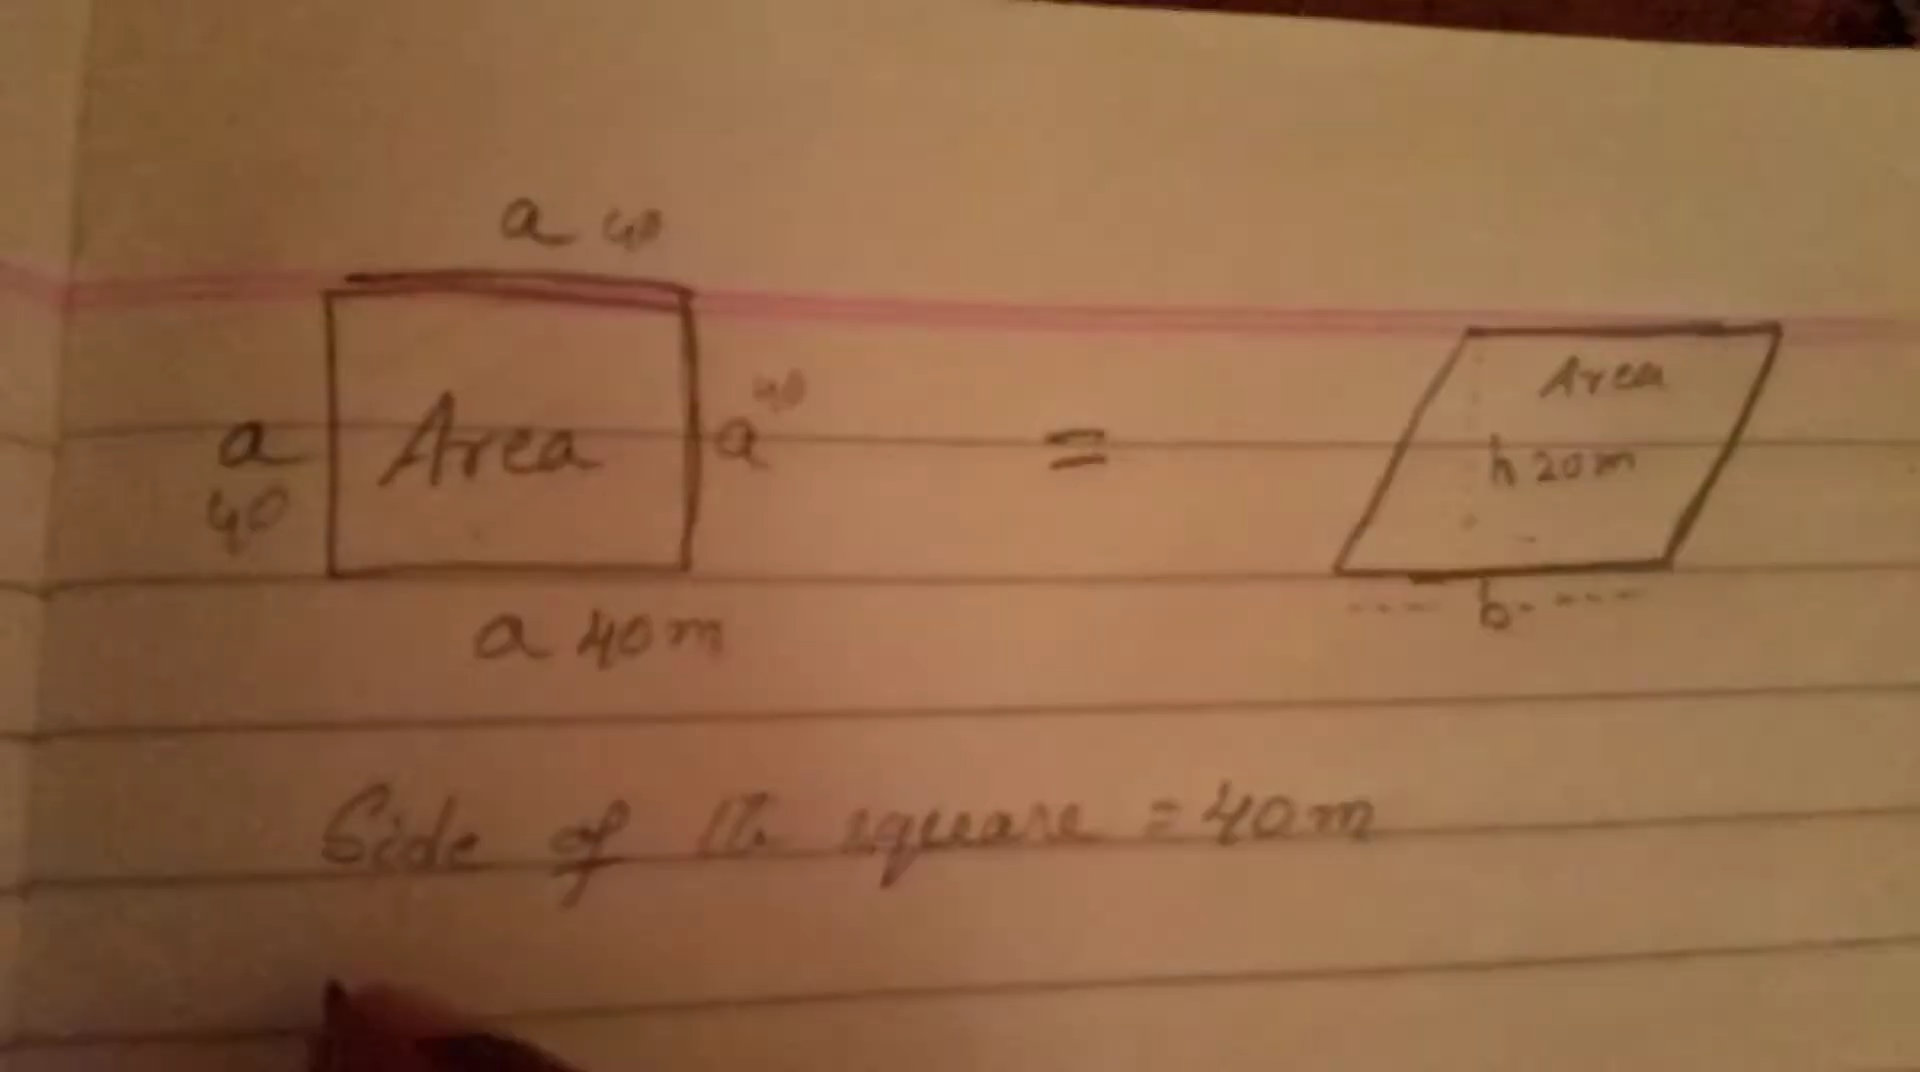 a 40
a Area a 40 = Area
40 h 20m
a 40m b
Side of the square = 40m